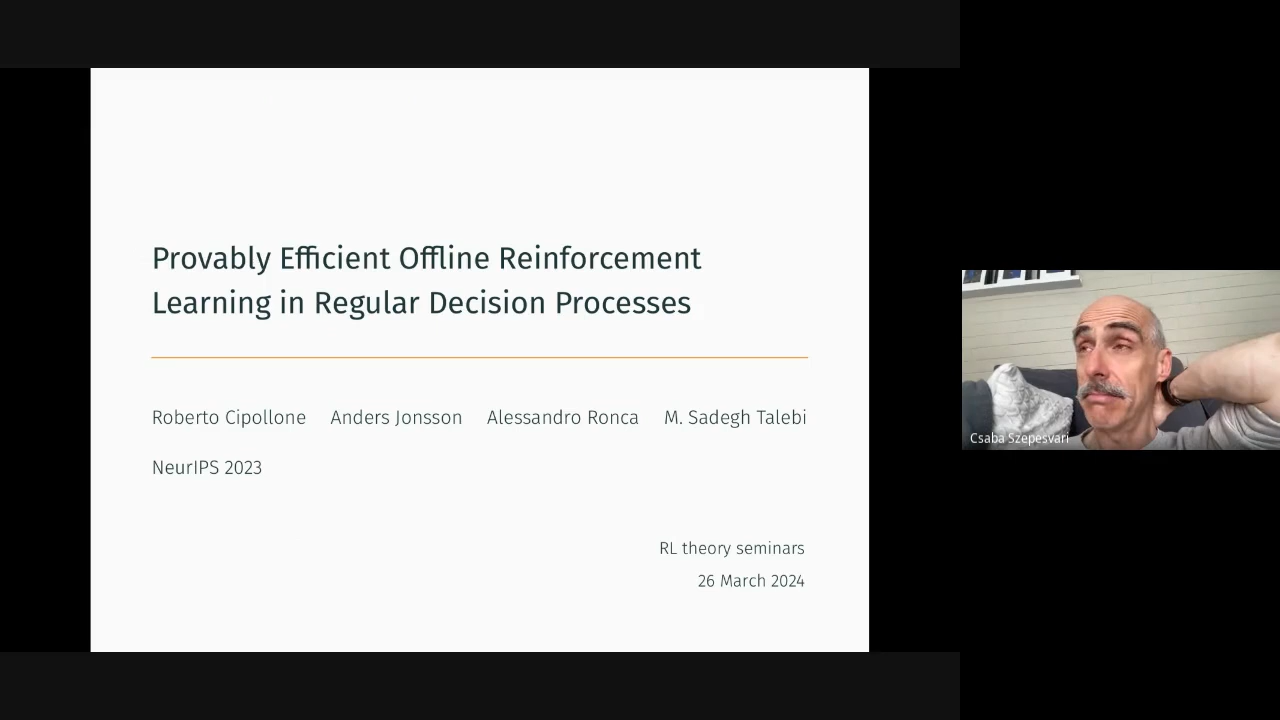 Provably Efficient Offline Reinforcement
Learning in Regular Decision Processes
Roberto Cipollone Anders Jonsson Alessandro Ronca M. Sadegh Talebi
NeurIPS 2023
RL theory seminars
26 March 2024
Csaba Szepesvari